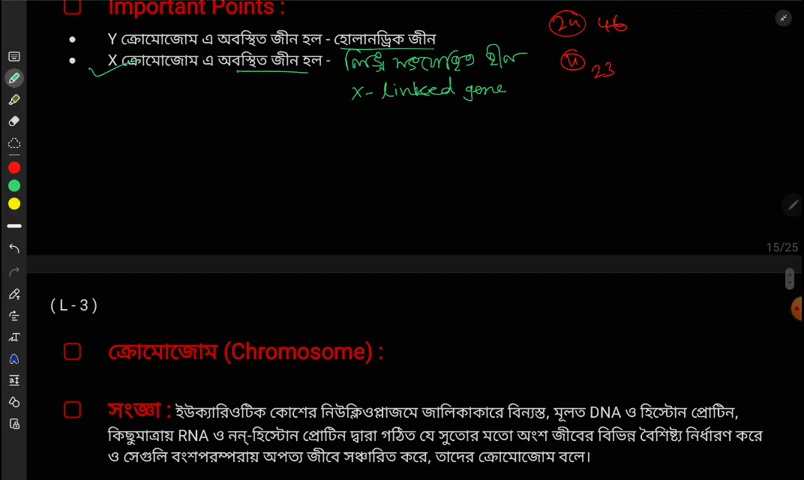 Important Points :
Y ক্রোমোজোম এ অবস্থিত জীন হল - হোলানড্রিক জীন
2n 46
X ক্রোমোজোম এ অবস্থিত জীন হল - লিঙ্গ সংযোজিত জীন
n 23
X- linked gene
15/25
(L-3)
ক্রোমোজোম (Chromosome) :
সংজ্ঞা : ইউক্যারিওটিক কোশের নিউক্লিওপ্লাজমে জালিকাকারে বিন্যস্ত, মূলত DNA ও হিস্টোন প্রোটিন,
কিছুমাত্রায় RNA ও নন্-হিস্টোন প্রোটিন দ্বারা গঠিত যে সুতোর মতো অংশ জীবের বিভিন্ন বৈশিষ্ট্য নির্ধারণ করে
ও সেগুলি বংশপরম্পরায় অপত্য জীবে সঞ্চারিত করে, তাদের ক্রোমোজোম বলে।